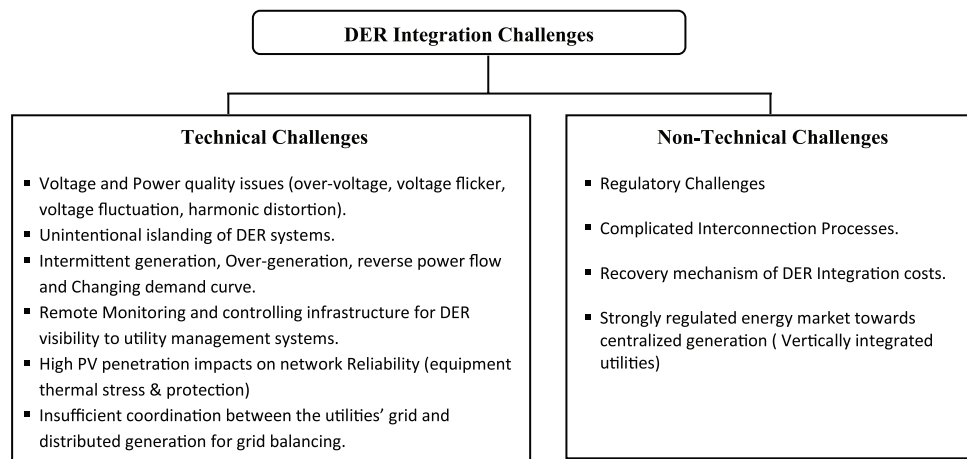 DER Integration Challenges
Technical Challenges
▪ Voltage and Power quality issues (over-voltage, voltage flicker,
voltage fluctuation, harmonic distortion).
▪ Unintentional islanding of DER systems.
▪ Intermittent generation, Over-generation, reverse power flow
and Changing demand curve.
▪ Remote Monitoring and controlling infrastructure for DER
visibility to utility management systems.
▪ High PV penetration impacts on network Reliability (equipment
thermal stress & protection)
▪ Insufficient coordination between the utilities’ grid and
distributed generation for grid balancing.
Non-Technical Challenges
▪ Regulatory Challenges
▪ Complicated Interconnection Processes.
▪ Recovery mechanism of DER Integration costs.
▪ Strongly regulated energy market towards
centralized generation ( Vertically integrated
utilities)